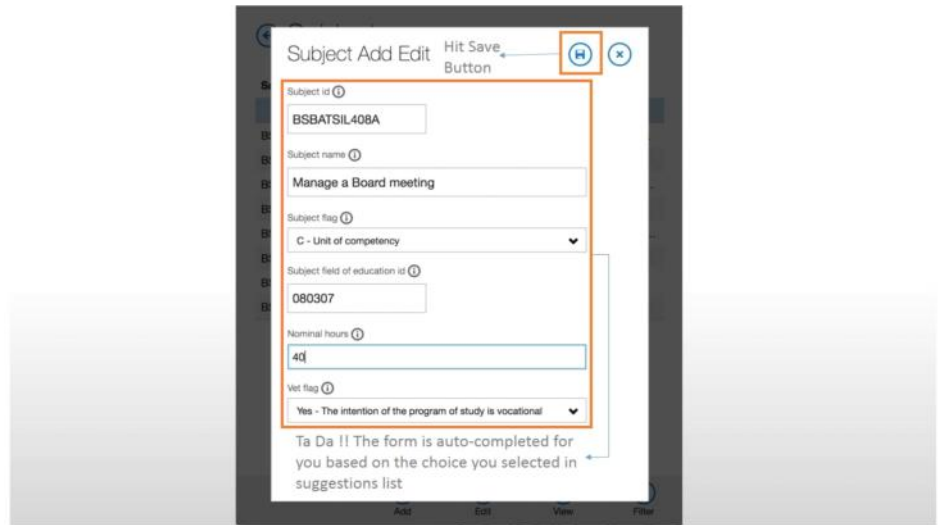 Subject Add Edit
Hit Save
Button
Subject id
BSBATSIL408A
Subject name
Manage a Board meeting
Subject flag
C - Unit of competency
Subject field of education id
080307
Nominal hours
40
Vet flag
Yes - The intention of the program of study is vocational
Ta Da !! The form is auto-completed for
you based on the choice you selected in
suggestions list
Add Edit View Filter